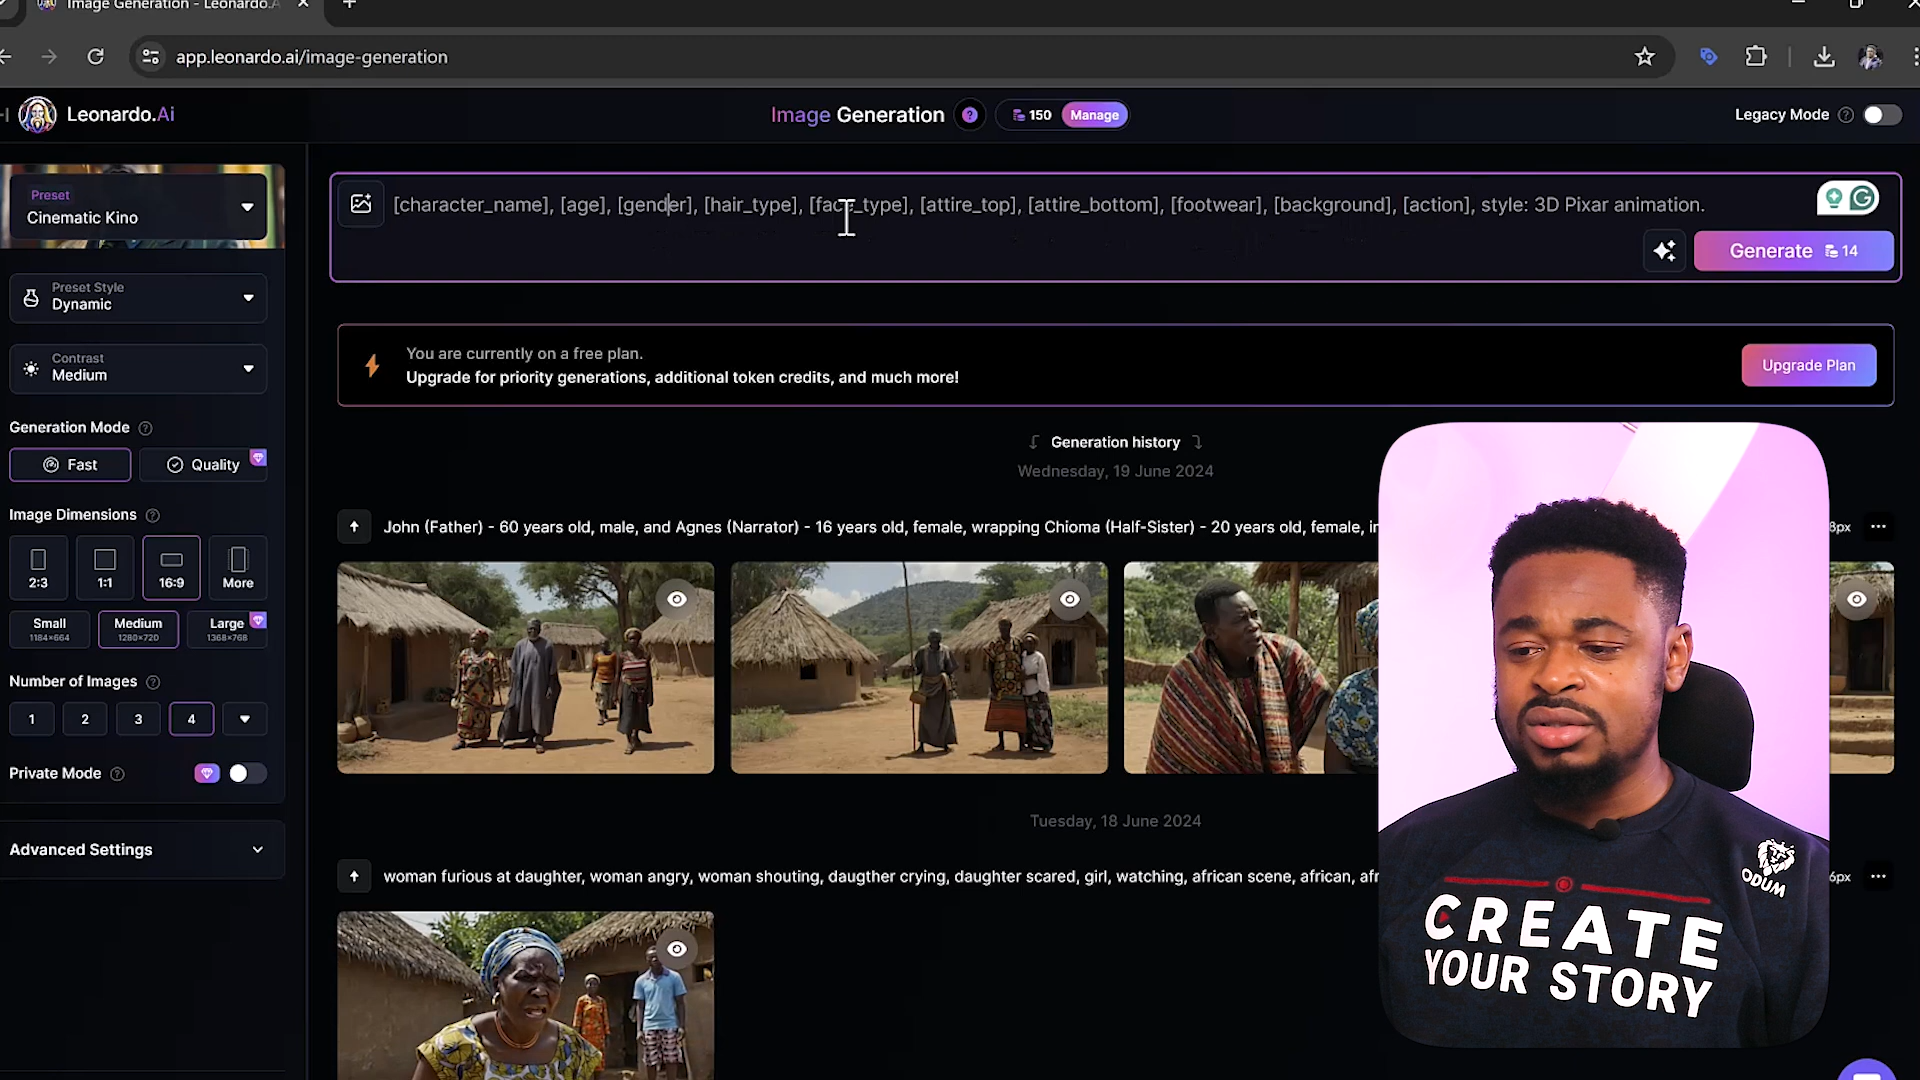 Image Generation - Leonardo.A
app.leonardo.ai/image-generation
Leonardo.Ai
Image Generation
150
Manage
Legacy Mode
Preset
Cinematic Kino
[character_name], [age], [gender], [hair_type], [face_type], [attire_top], [attire_bottom], [footwear], [background], [action], style: 3D Pixar animation.
Generate 14
Preset Style
Dynamic
You are currently on a free plan.
Upgrade for priority generations, additional token credits, and much more!
Upgrade Plan
Contrast
Medium
Generation Mode
Fast
Quality
Generation history
Wednesday, 19 June 2024
Image Dimensions
2:3
1:1
16:9
More
John (Father) - 60 years old, male, and Agnes (Narrator) - 16 years old, female, wrapping Chioma (Half-Sister) - 20 years old, female, in
8px
Small
1184×664
Medium
1280×720
Large
1368×768
Number of Images
1
2
3
4
Private Mode
Tuesday, 18 June 2024
Advanced Settings
woman furious at daughter, woman angry, woman shouting, daugther crying, daughter scared, girl, watching, african scene, african, afr
6px
ODUM
CREATE
YOUR STORY